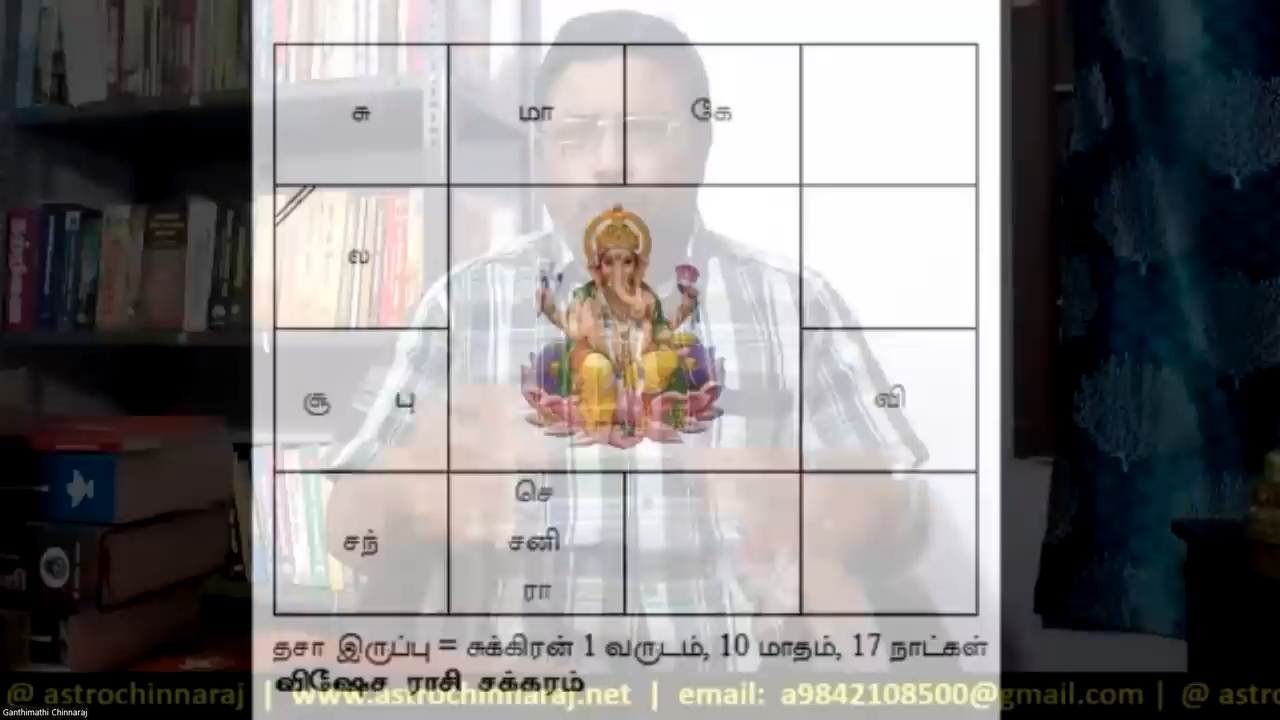 சு மா கே
ல
சூ பு வி
செ
சந் சனி
ரா
தசா இருப்பு = சுக்கிரன் 1 வருடம், 10 மாதம், 17 நாட்கள்
விஷேச ராசி சக்கரம்
@ astrochinnaraj | www.astrochinnaraj.net | email: a9842108500@gmail.com | @ astro
Ganthimathi Chinnaraj